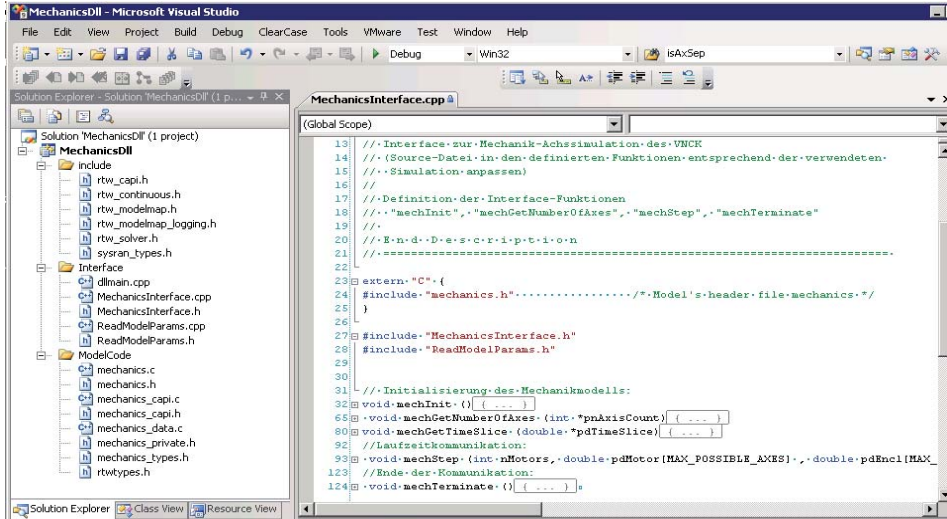 MechanicsDll - Microsoft Visual Studio
File Edit View Project Build Debug ClearCase Tools VMware Test Window Help
Debug Win32 isAxSep
Solution Explorer - Solution 'MechanicsDll' (1 p...
MechanicsInterface.cpp
(Global Scope)
Solution 'MechanicsDll' (1 project)
MechanicsDll
include
rtw_capi.h
rtw_continuous.h
rtw_modelmap.h
rtw_modelmap_logging.h
rtw_solver.h
sysran_types.h
Interface
dllmain.cpp
MechanicsInterface.cpp
MechanicsInterface.h
ReadModelParams.cpp
ReadModelParams.h
ModelCode
mechanics.c
mechanics.h
mechanics_capi.c
mechanics_capi.h
mechanics_data.c
mechanics_private.h
mechanics_types.h
rtwtypes.h
Solution Explorer Class View Resource View
13 //·Interface·zur·Mechanik-Achssimulation·des·VNCK
14 //·(Source-Datei·in·den·definierten·Funktionen·entsprechend·der·verwendeten·
15 //··Simulation·anpassen)
16 //
17 //·Definition·der·Interface-Funktionen
18 //··"mechInit",·"mechGetNumberOfAxes",·"mechStep",·"mechTerminate"
19 //·
20 //·E·n·d··D·e·s·c·r·i·p·t·i·o·n
21 //·=============================================================================·
22
23 extern·"C"·{
24 #include·"mechanics.h"·················/*·Model's·header·file·mechanics·*/
25 }
26
27 #include·"MechanicsInterface.h"
28 #include·"ReadModelParams.h"
29
30
31 //·Initialisierung·des·Mechanikmodells:
32 void·mechInit·() { ... }
65 ·void·mechGetNumberOfAxes·(int·*pnAxisCount) { ... }
80 ·void·mechGetTimeSlice·(double·*pdTimeSlice) { ... }
92 //Laufzeitkommunikation:
93 ·void·mechStep·(int·nMotors,·double·pdMotor[MAX_POSSIBLE_AXES]·,·double·pdEncl[MAX_
123 //Ende·der·Kommunikation:
124 ·void·mechTerminate·() { ... }